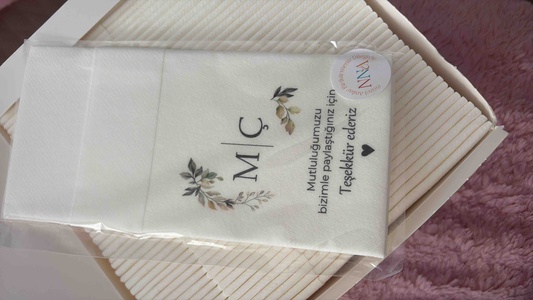 M|Ç
Mutluluğumuzu
bizimle paylaştığınız için
Teşekkür ederiz